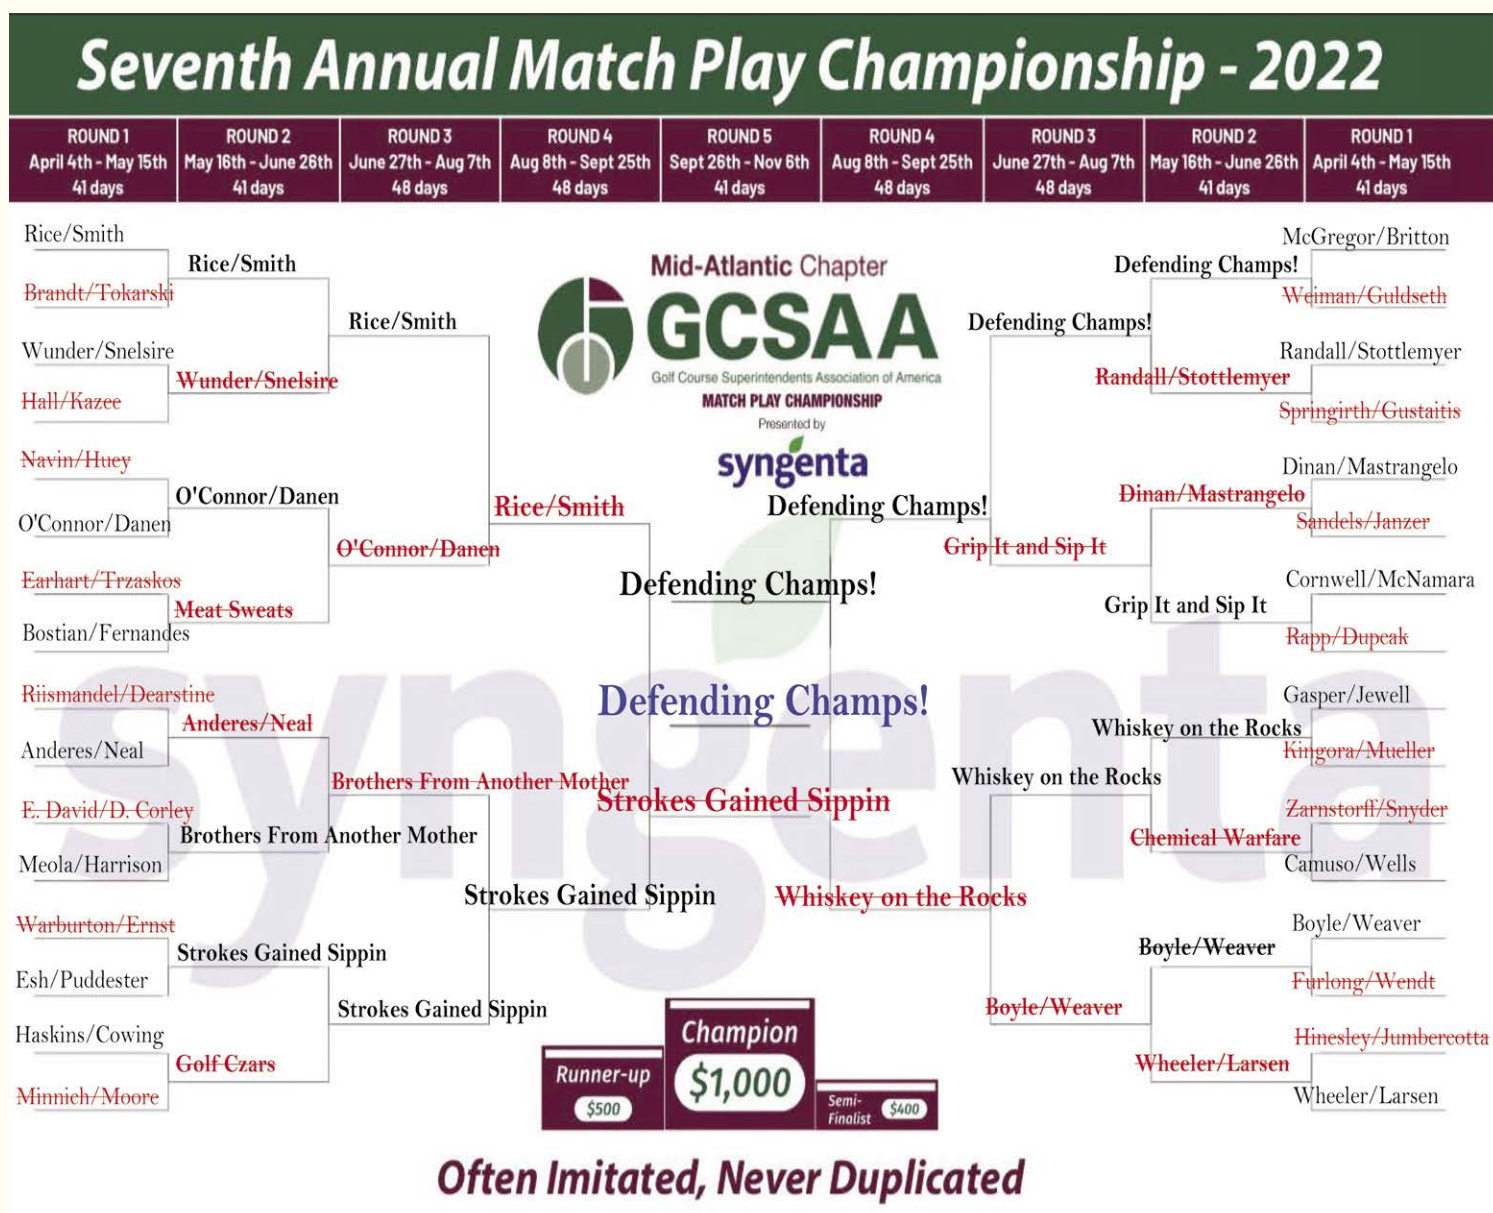 Seventh Annual Match Play Championship - 2022
ROUND 1
April 4th - May 15th
41 days
ROUND 2
May 16th - June 26th
41 days
ROUND 3
June 27th - Aug 7th
48 days
ROUND 4
Aug 8th - Sept 25th
48 days
ROUND 5
Sept 26th - Nov 6th
41 days
ROUND 4
Aug 8th - Sept 25th
48 days
ROUND 3
June 27th - Aug 7th
48 days
ROUND 2
May 16th - June 26th
41 days
ROUND 1
April 4th - May 15th
41 days
Rice/Smith
Brandt/Tokarski
Wunder/Snelsire
Hall/Kazee
Navin/Huey
O'Connor/Danen
Earhart/Trzaskos
Bostian/Fernandes
Riismandel/Dearstine
Anderes/Neal
E. David/D. Corley
Meola/Harrison
Warburton/Ernst
Esh/Puddester
Haskins/Cowing
Minnich/Moore
Rice/Smith
Wunder/Snelsire
O'Connor/Danen
Meat Sweats
Anderes/Neal
Brothers From Another Mother
Strokes Gained Sippin
Golf Czars
Rice/Smith
O'Connor/Danen
Brothers From Another Mother
Strokes Gained Sippin
Rice/Smith
Strokes Gained Sippin
Mid-Atlantic Chapter
GCSAA
Golf Course Superintendents Association of America
MATCH PLAY CHAMPIONSHIP
Presented by
syngenta
Defending Champs!
Defending Champs!
Strokes Gained Sippin
Defending Champs!
Whiskey on the Rocks
Defending Champs!
Grip It and Sip It
Whiskey on the Rocks
Boyle/Weaver
Defending Champs!
Randall/Stottlemyer
Dinan/Mastrangelo
Grip It and Sip It
Whiskey on the Rocks
Chemical Warfare
Boyle/Weaver
Wheeler/Larsen
McGregor/Britton
Weiman/Guldseth
Randall/Stottlemyer
Springirth/Gustaitis
Dinan/Mastrangelo
Sandels/Janzer
Cornwell/McNamara
Rapp/Dupcak
Gasper/Jewell
Kingora/Mueller
Zarnstorff/Snyder
Camuso/Wells
Boyle/Weaver
Furlong/Wendt
Hinesley/Jumbercotta
Wheeler/Larsen
syngenta
Runner-up
$500
Champion
$1,000
Semi-
Finalist
$400
Often Imitated, Never Duplicated